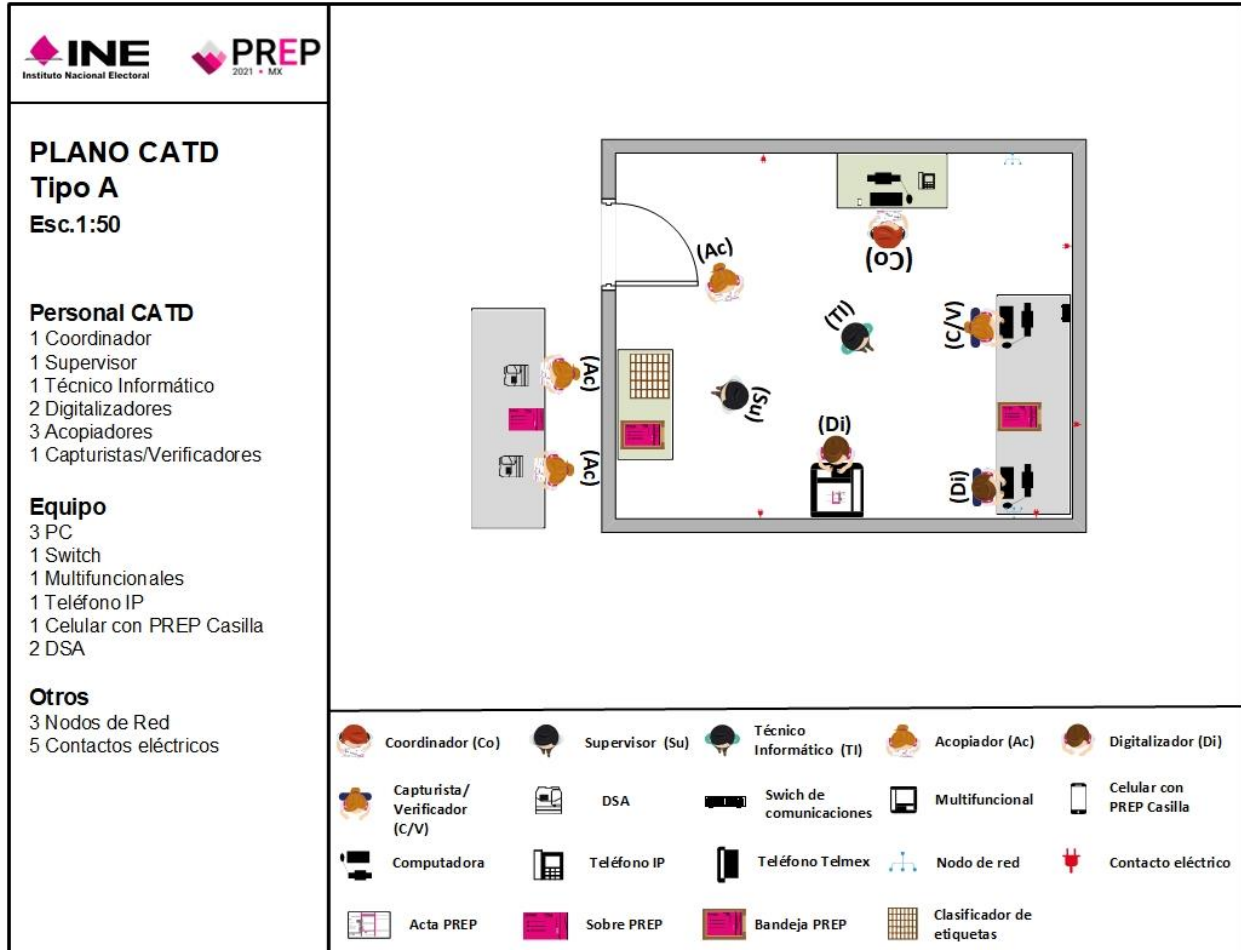 INE
Instituto Nacional Electoral
PREP
2021 • MX
PLANO CATD
Tipo A
Esc.1:50
Personal CATD
1 Coordinador
1 Supervisor
1 Técnico Informático
2 Digitalizadores
3 Acopiadores
1 Capturistas/Verificadores
Equipo
3 PC
1 Switch
1 Multifuncionales
1 Teléfono IP
1 Celular con PREP Casilla
2 DSA
Otros
3 Nodos de Red
5 Contactos eléctricos
(Ac)
(Co)
(TI)
(C/V)
(Ac)
(Su)
(Di)
(Ac)
(Di)
Coordinador (Co)
Supervisor (Su)
Técnico
Informático (TI)
Acopiador (Ac)
Digitalizador (Di)
Capturista/
Verificador
(C/V)
DSA
Swich de
comunicaciones
Multifuncional
Celular con
PREP Casilla
Computadora
Teléfono IP
Teléfono Telmex
Nodo de red
Contacto eléctrico
Acta PREP
Sobre PREP
Bandeja PREP
Clasificador de
etiquetas